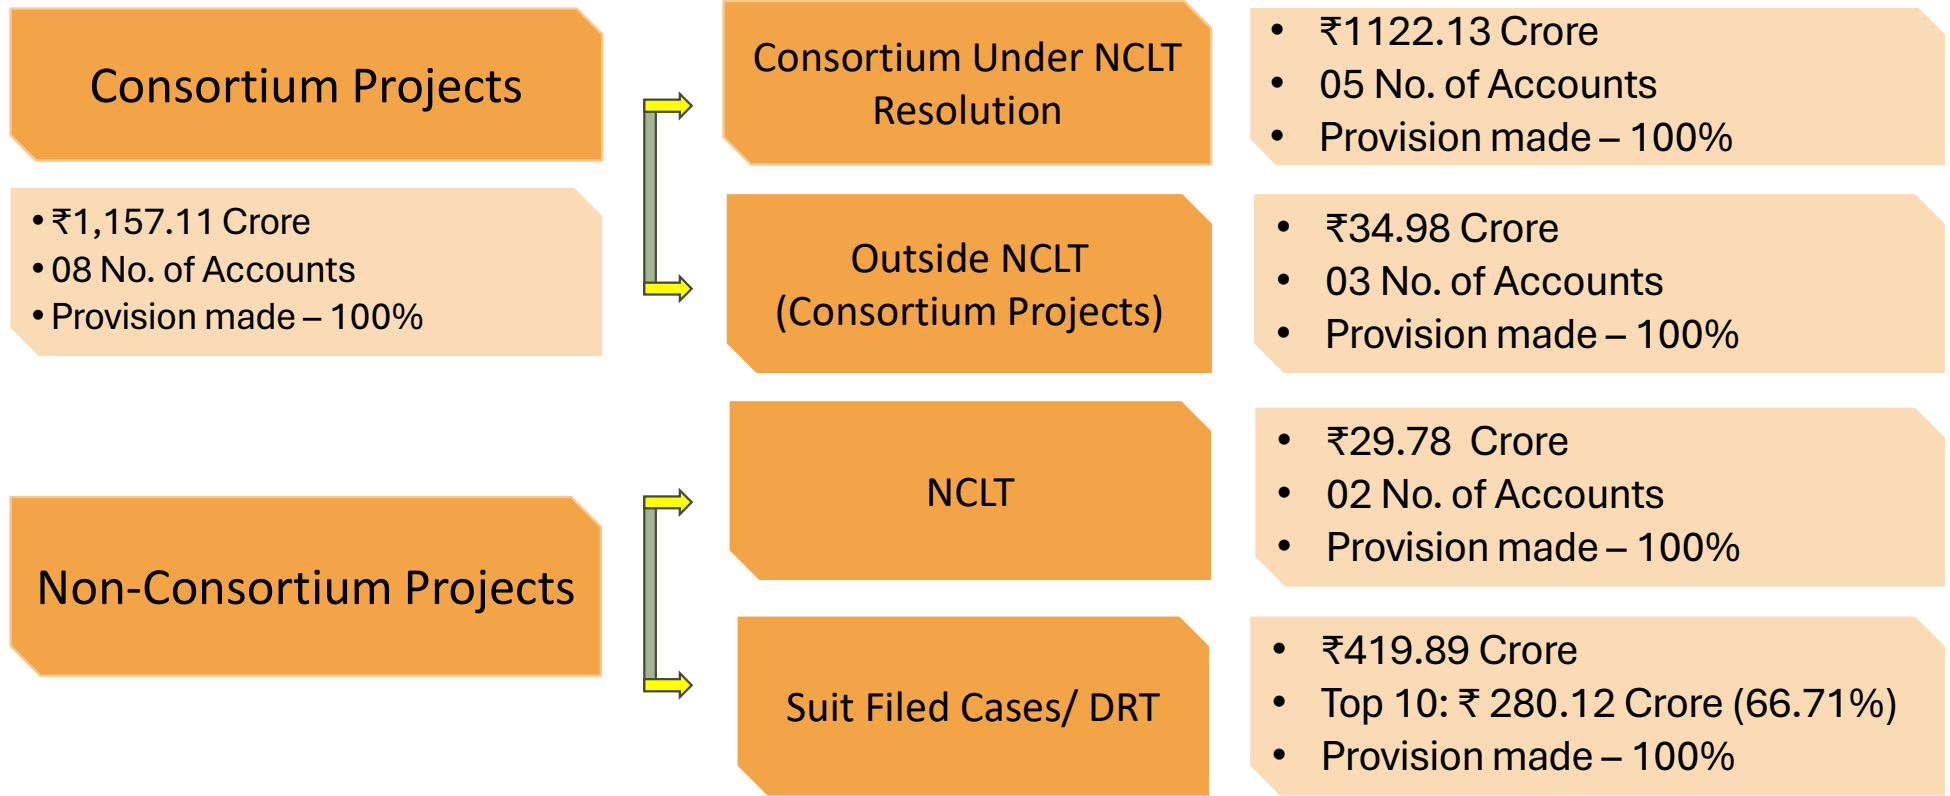 Consortium Projects
• ₹1,157.11 Crore
• 08 No. of Accounts
• Provision made – 100%
Consortium Under NCLT
Resolution
• ₹1122.13 Crore
• 05 No. of Accounts
• Provision made – 100%
Outside NCLT
(Consortium Projects)
• ₹34.98 Crore
• 03 No. of Accounts
• Provision made – 100%
Non-Consortium Projects
NCLT
• ₹29.78 Crore
• 02 No. of Accounts
• Provision made – 100%
Suit Filed Cases/ DRT
• ₹419.89 Crore
• Top 10: ₹ 280.12 Crore (66.71%)
• Provision made – 100%